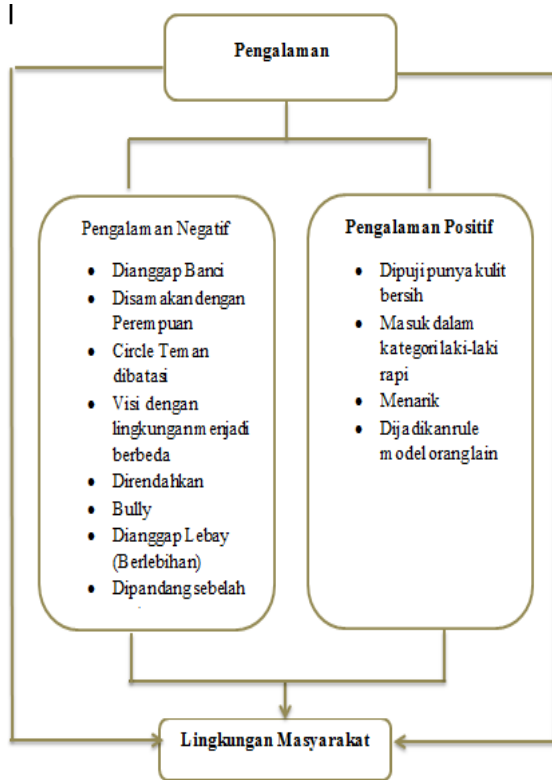 Pengalaman
Pengalaman Negatif
• Dianggap Banci
• Disamakan dengan
Perempuan
• Circle Teman
dibatasi
• Visi dengan
lingkungan menjadi
berbeda
• Direndahkan
• Bully
• Dianggap Lebay
(Berlebihan)
• Dipandang sebelah
Pengalaman Positif
• Dipuji punya kulit
bersih
• Masuk dalam
kategori laki-laki
rapi
• Menarik
• Dijadikan rule
model orang lain
Lingkungan Masyarakat